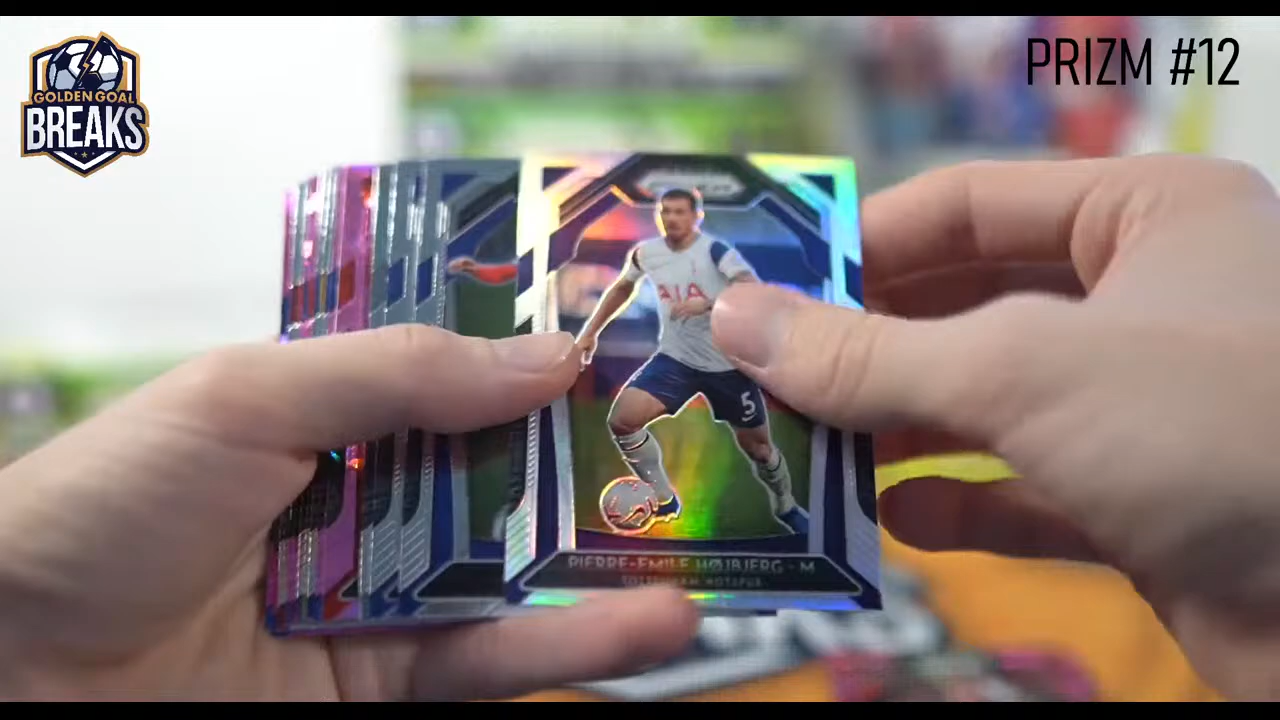 GOLDEN GOAL
BREAKS
PRIZM #12
AIA
5
PIERRE-EMILE HØJBJERG - M
TOTTENHAM HOTSPUR